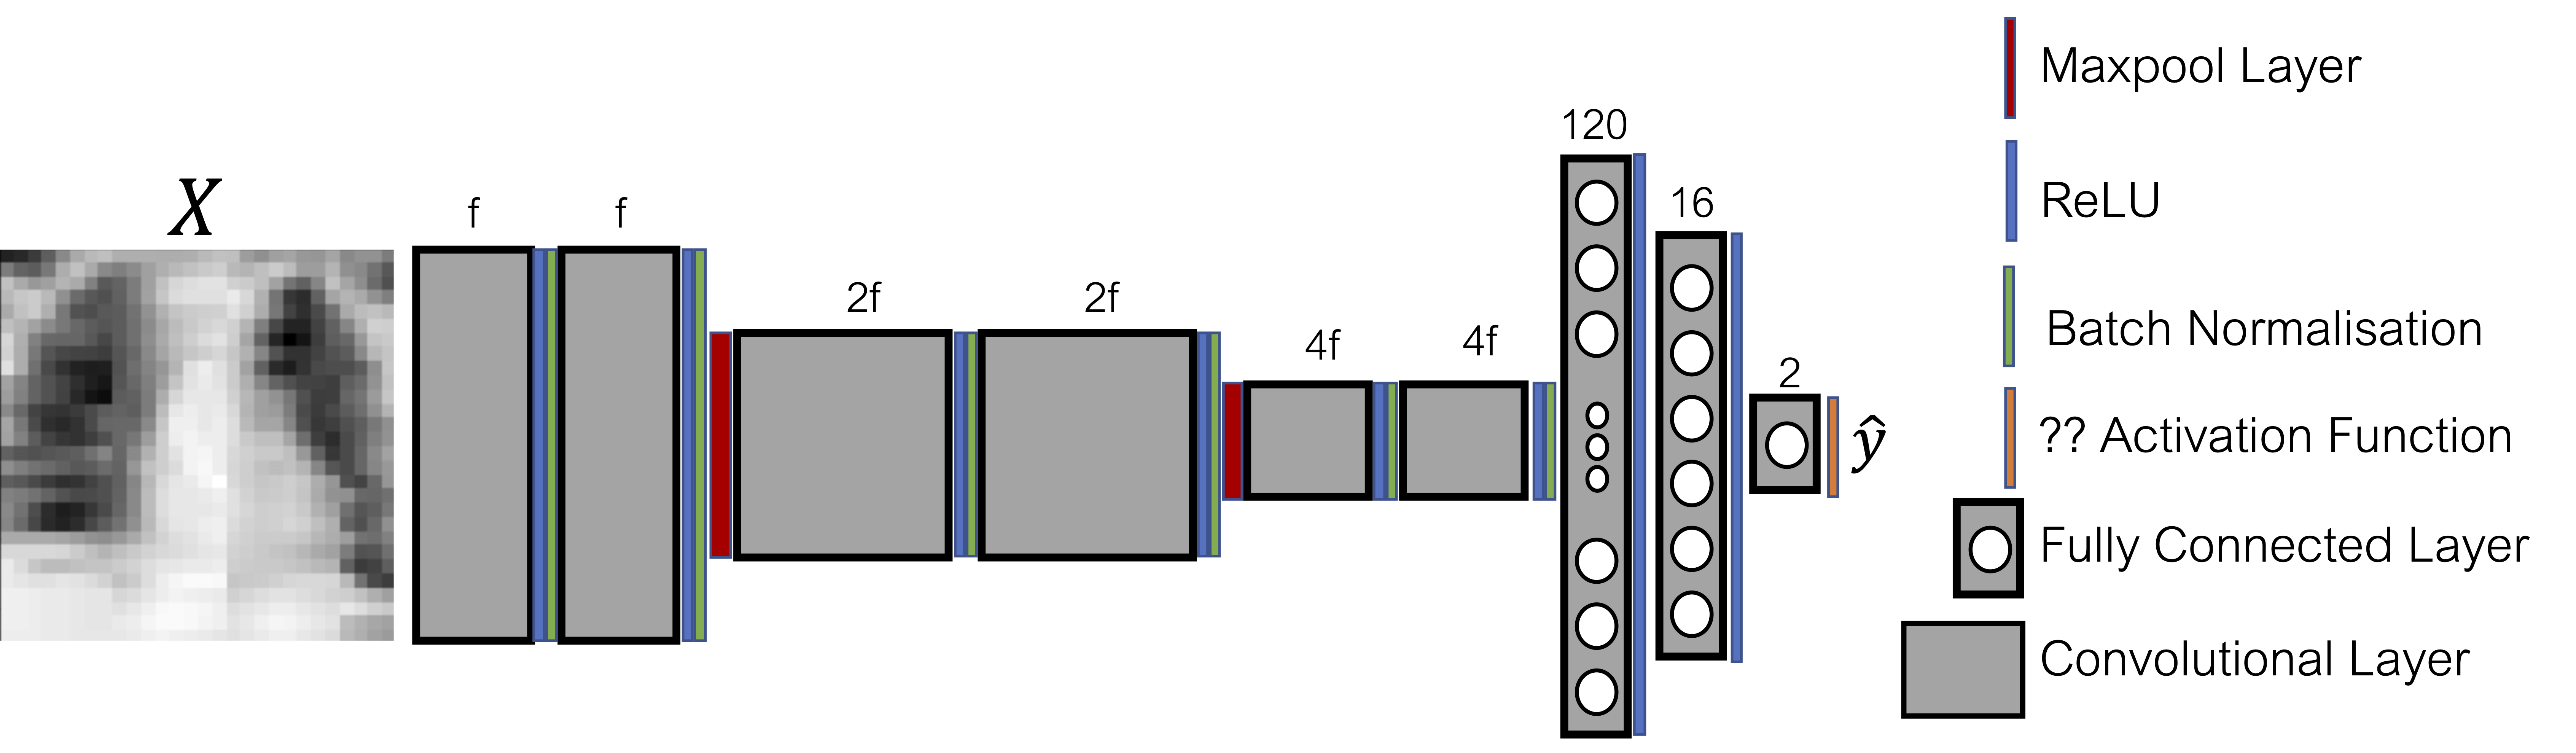 X
f
f
2f
2f
4f
4f
120
16
2
ŷ
Maxpool Layer
ReLU
Batch Normalisation
?? Activation Function
Fully Connected Layer
Convolutional Layer